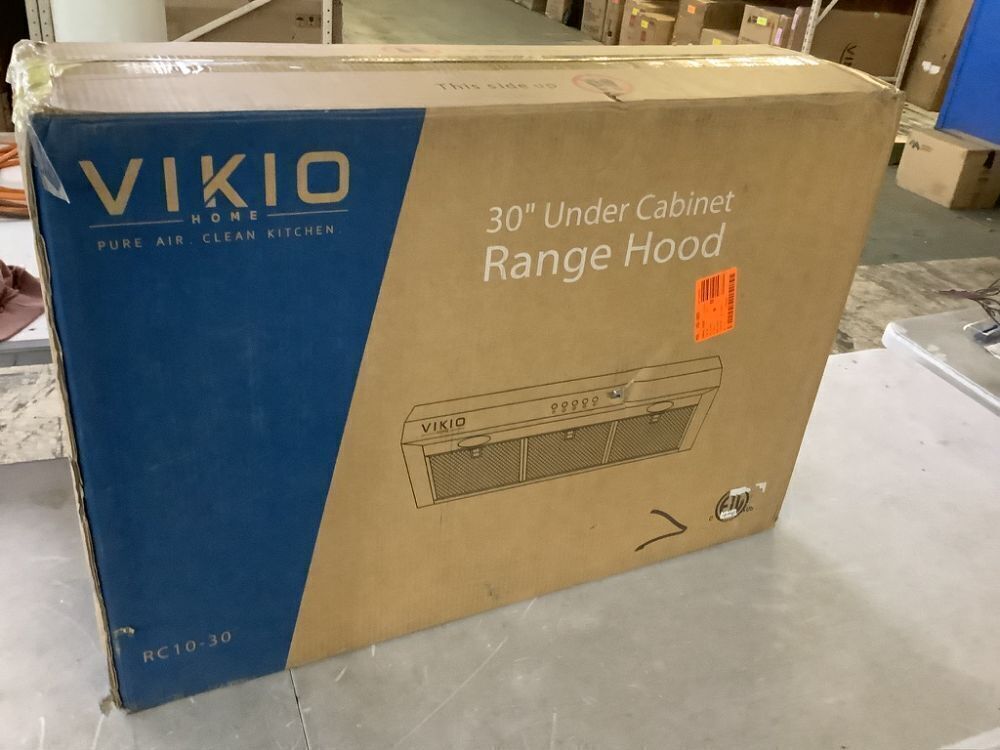 This side up
VIKIO
HOME
PURE AIR. CLEAN KITCHEN.
30" Under Cabinet
Range Hood
VIKIO
RC10-30